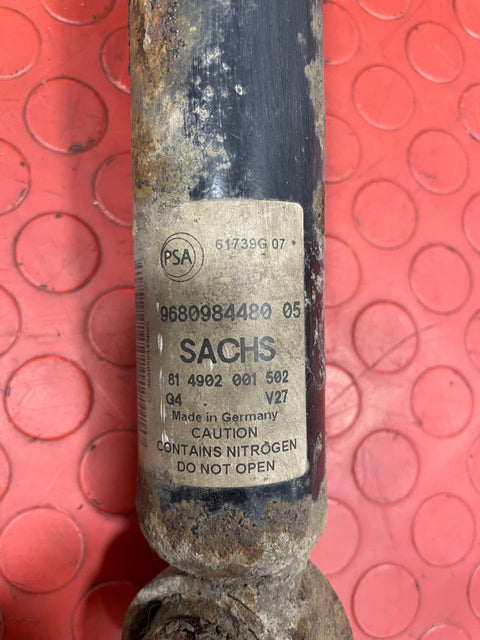 PSA
61739G 07
9680984480 05
SACHS
81 4902 001 502
G4 V27
Made in Germany
CAUTION
CONTAINS NITROGEN
DO NOT OPEN